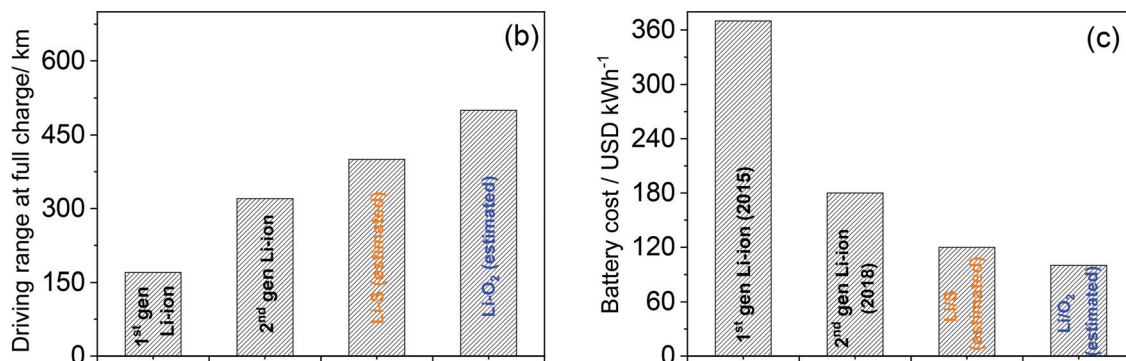 (b)
Driving range at full charge/ km
600
450
300
150
0
1st gen
Li-ion
2nd gen Li-ion
Li-S (estimated)
Li-O2 (estimated)
(c)
Battery cost / USD kWh-1
360
300
240
180
120
60
0
1st gen Li-ion (2015)
2nd gen Li-ion
(2018)
Li/S
(estimated)
Li/O2
(estimated)